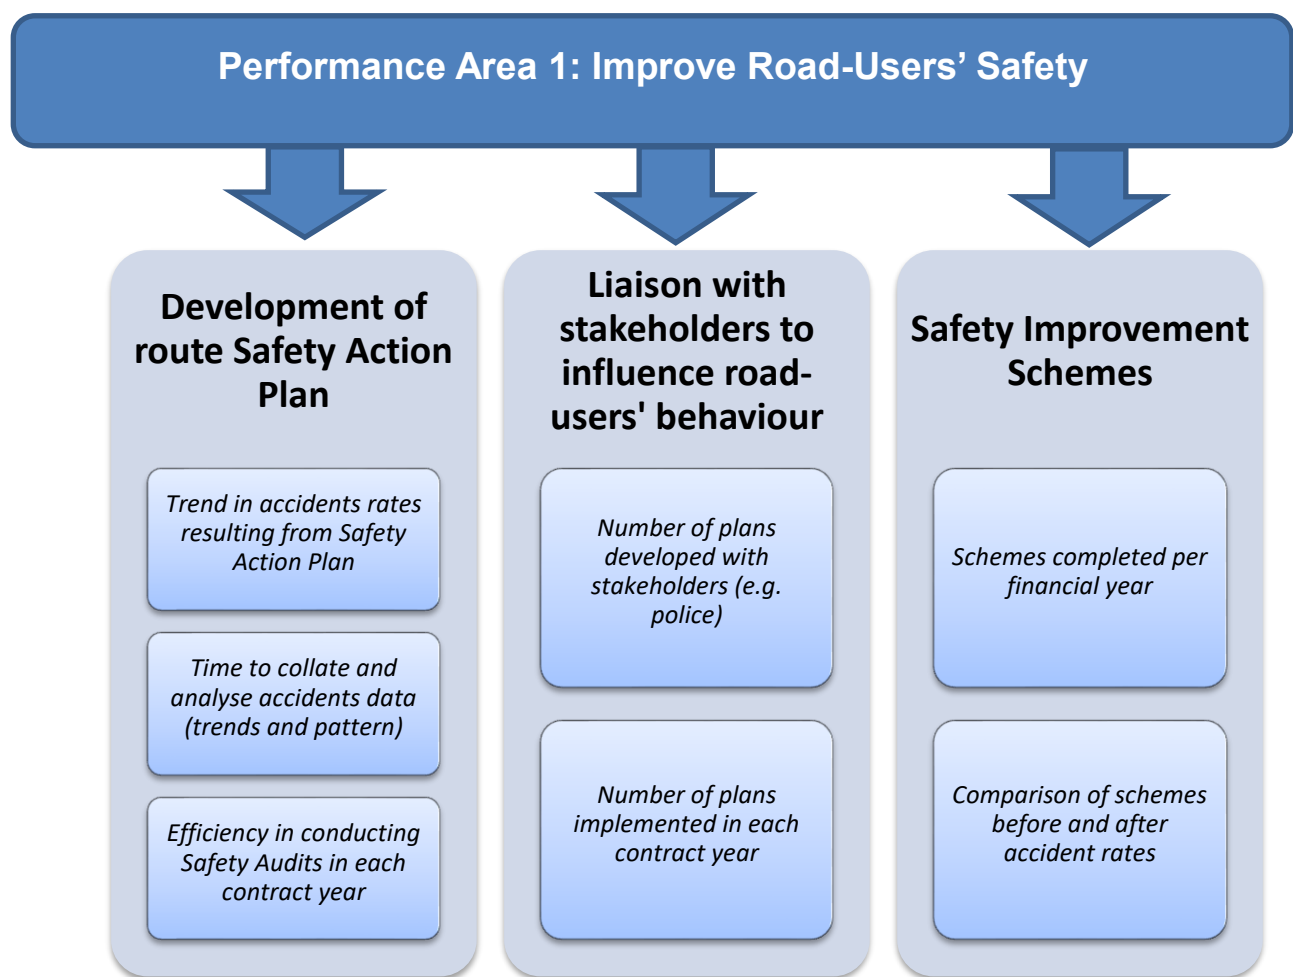 Performance Area 1: Improve Road-Users’ Safety
Development of
route Safety Action
Plan
Trend in accidents rates
resulting from Safety
Action Plan
Time to collate and
analyse accidents data
(trends and pattern)
Efficiency in conducting
Safety Audits in each
contract year
Liaison with
stakeholders to
influence road-
users' behaviour
Number of plans
developed with
stakeholders (e.g.
police)
Number of plans
implemented in each
contract year
Safety Improvement
Schemes
Schemes completed per
financial year
Comparison of schemes
before and after
accident rates